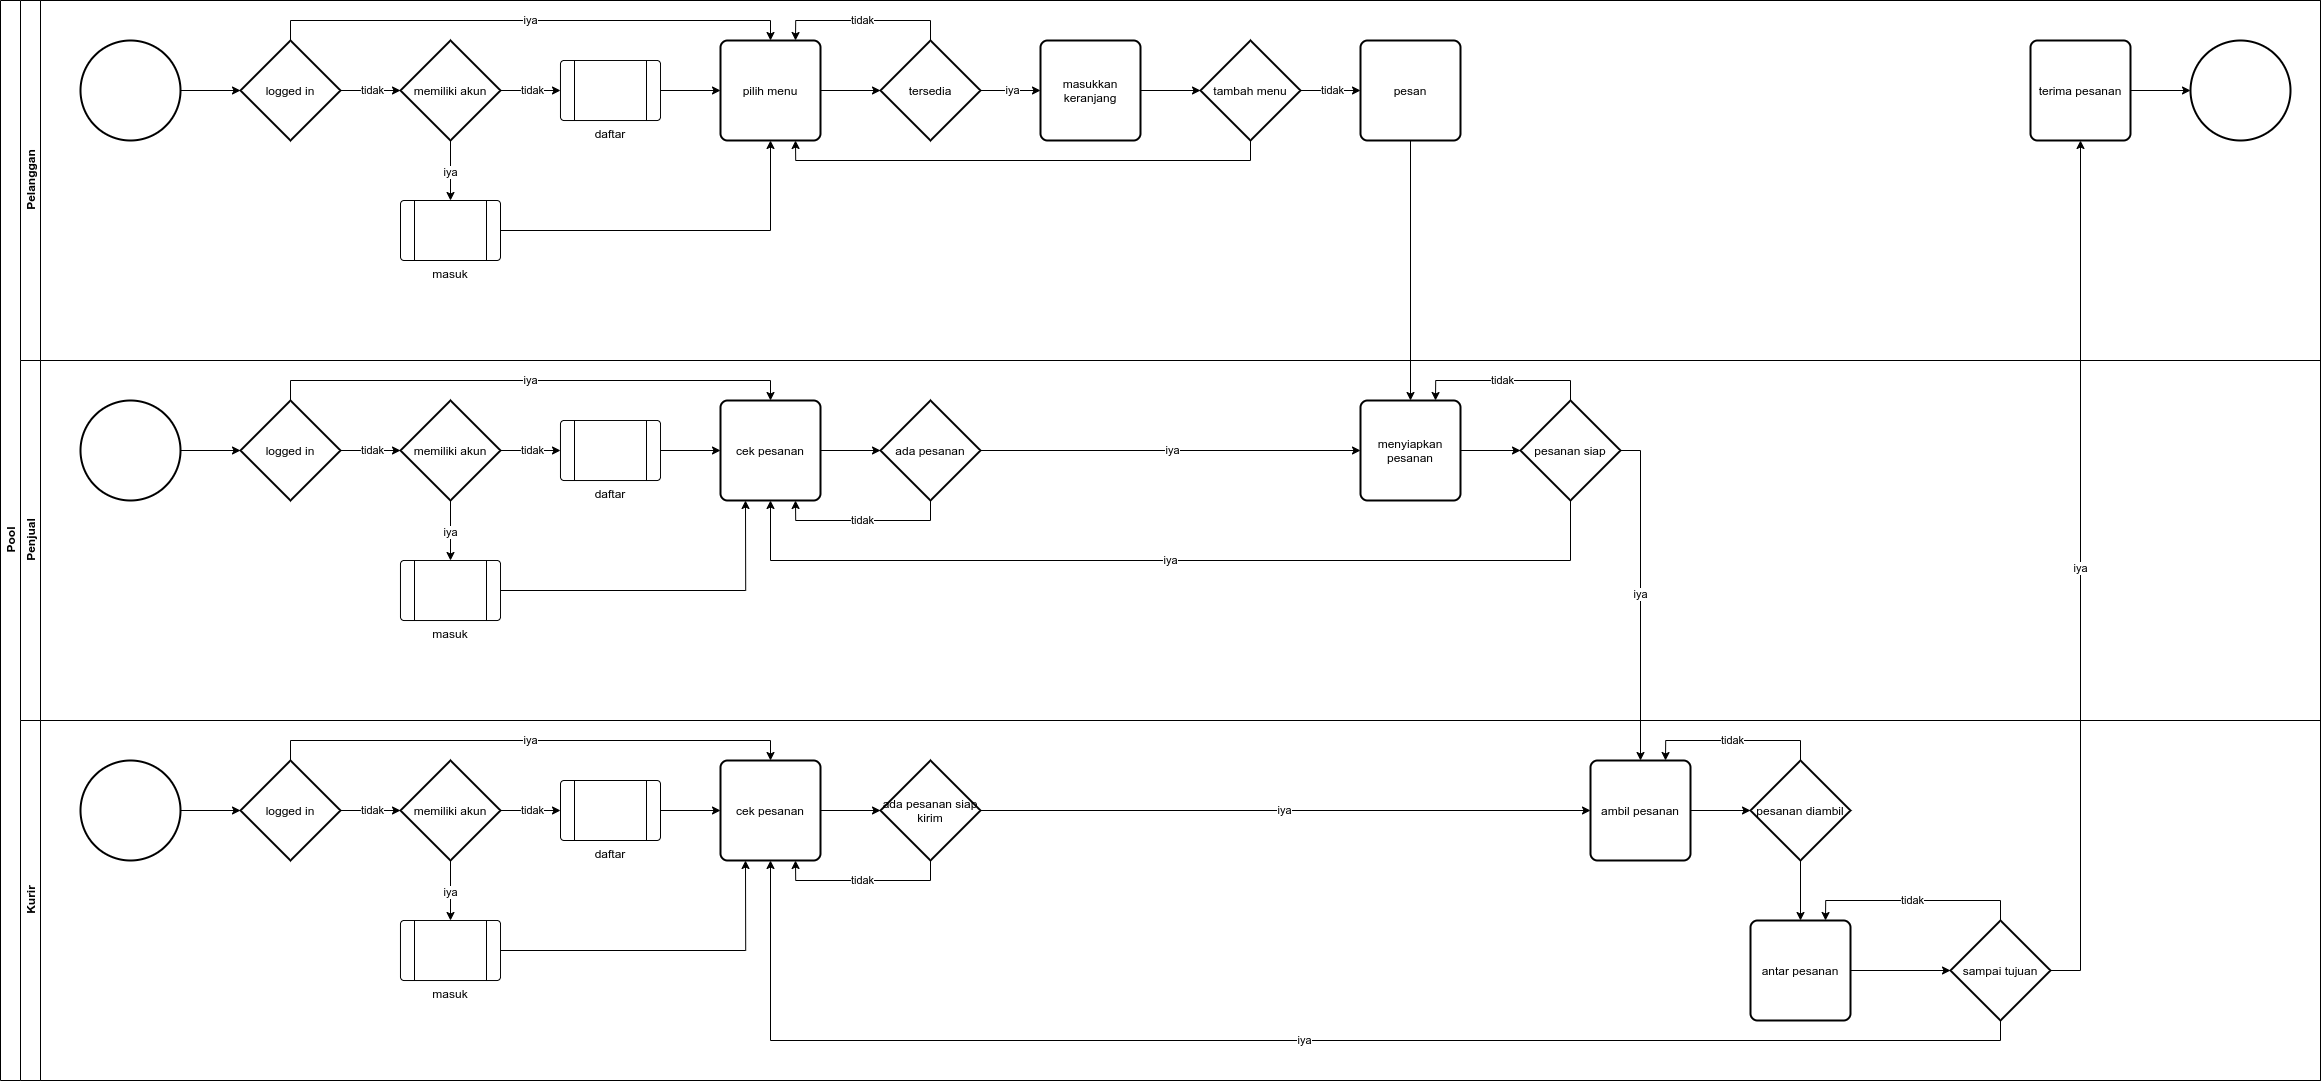 Pool
Pelanggan
iya
tidak
logged in
tidak
memiliki akun
tidak
pilih menu
tersedia
iya
masukkan
keranjang
tambah menu
tidak
pesan
terima pesanan
daftar
iya
masuk
Penjual
iya
tidak
logged in
tidak
memiliki akun
tidak
cek pesanan
ada pesanan
iya
menyiapkan
pesanan
pesanan siap
daftar
tidak
iya
iya
iya
iya
masuk
Kurir
iya
tidak
logged in
tidak
memiliki akun
tidak
cek pesanan
ada pesanan siap
kirim
iya
ambil pesanan
pesanan diambil
daftar
tidak
iya
tidak
antar pesanan
sampai tujuan
masuk
iya